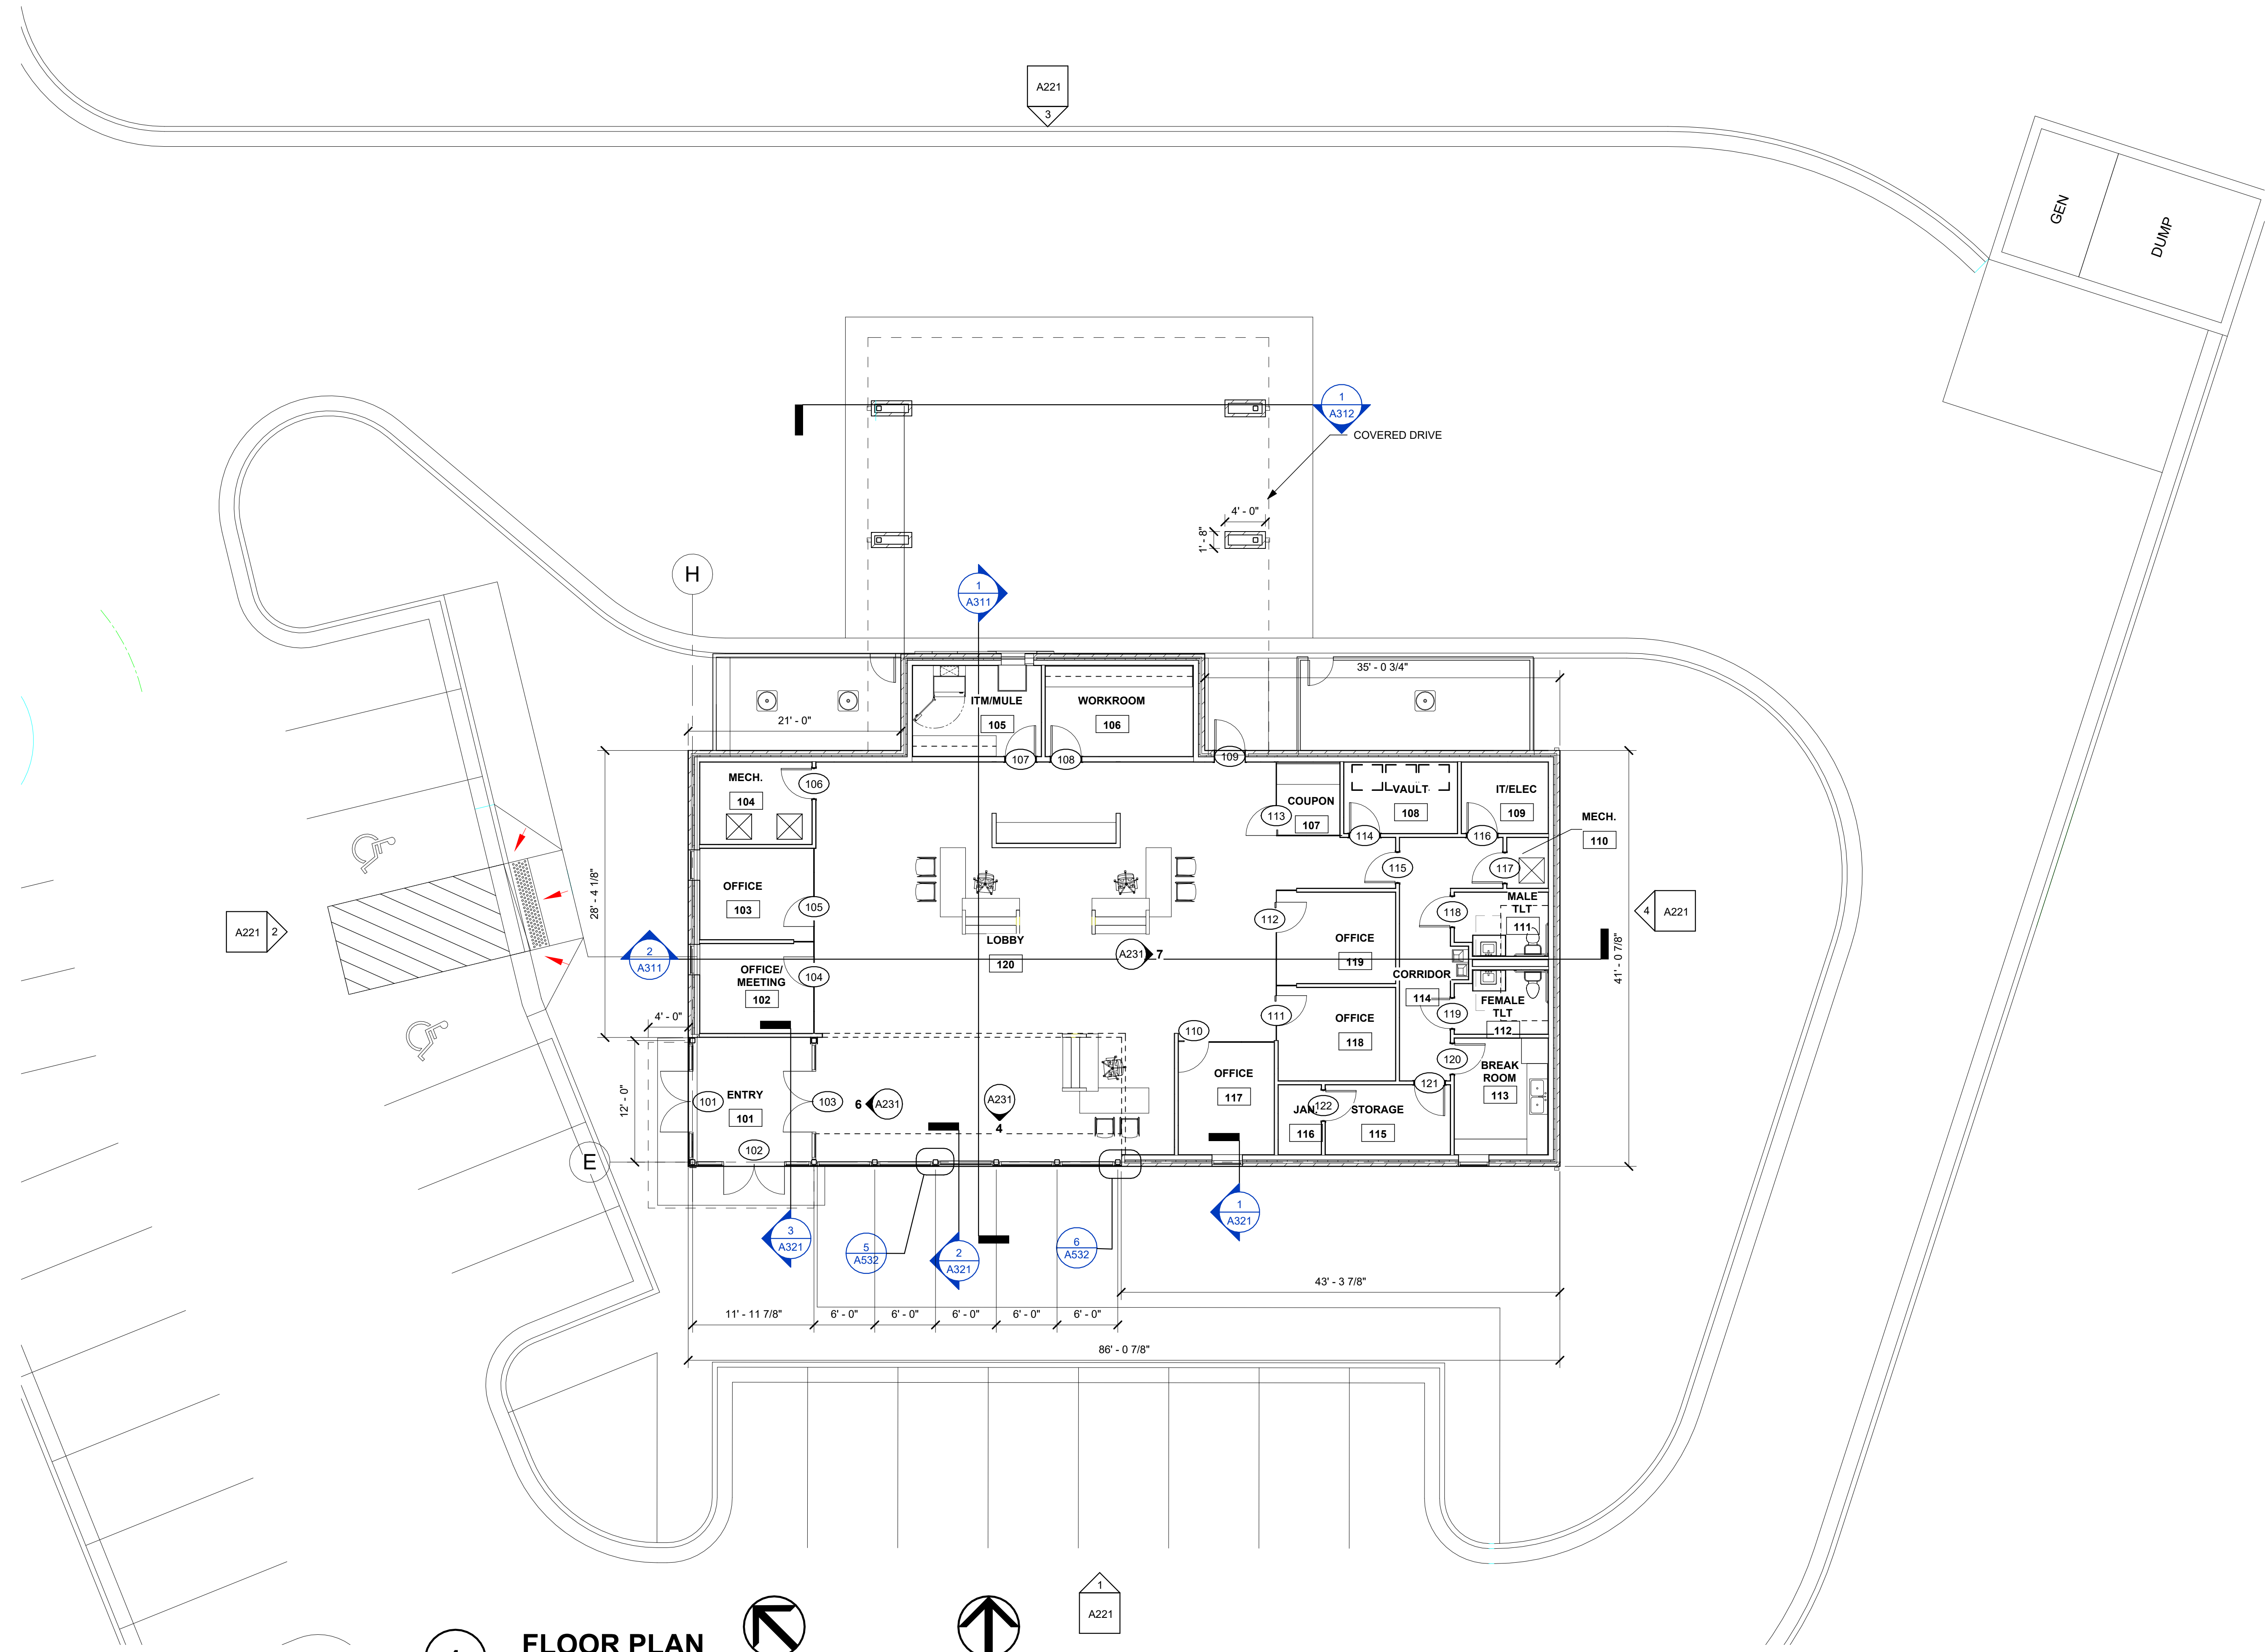 A221
3
GEN
DUMP
1
A312
COVERED DRIVE
4' - 0"
1' - 8"
H
1
A311
35' - 0 3/4"
21' - 0"
ITM/MULE
105
WORKROOM
106
107
108
109
MECH.
104
106
COUPON
107
113
VAULT
108
114
IT/ELEC
109
116
MECH.
110
115
117
OFFICE
103
105
28' - 4 1/8"
MALE
TLT
111
118
112
A221
2
2
A311
LOBBY
120
A231
7
OFFICE
119
4
A221
41' - 0 7/8"
OFFICE/
MEETING
102
104
CORRIDOR
114
FEMALE
TLT
112
119
4' - 0"
111
OFFICE
118
110
120
BREAK
ROOM
113
121
OFFICE
117
12' - 0"
101
ENTRY
101
103
6
A231
A231
4
JAN.
116
122
STORAGE
115
102
E
3
A321
5
A532
2
A321
6
A532
1
A321
43' - 3 7/8"
11' - 11 7/8"
6' - 0"
6' - 0"
6' - 0"
6' - 0"
6' - 0"
86' - 0 7/8"
1
A221
FLOOR PLAN